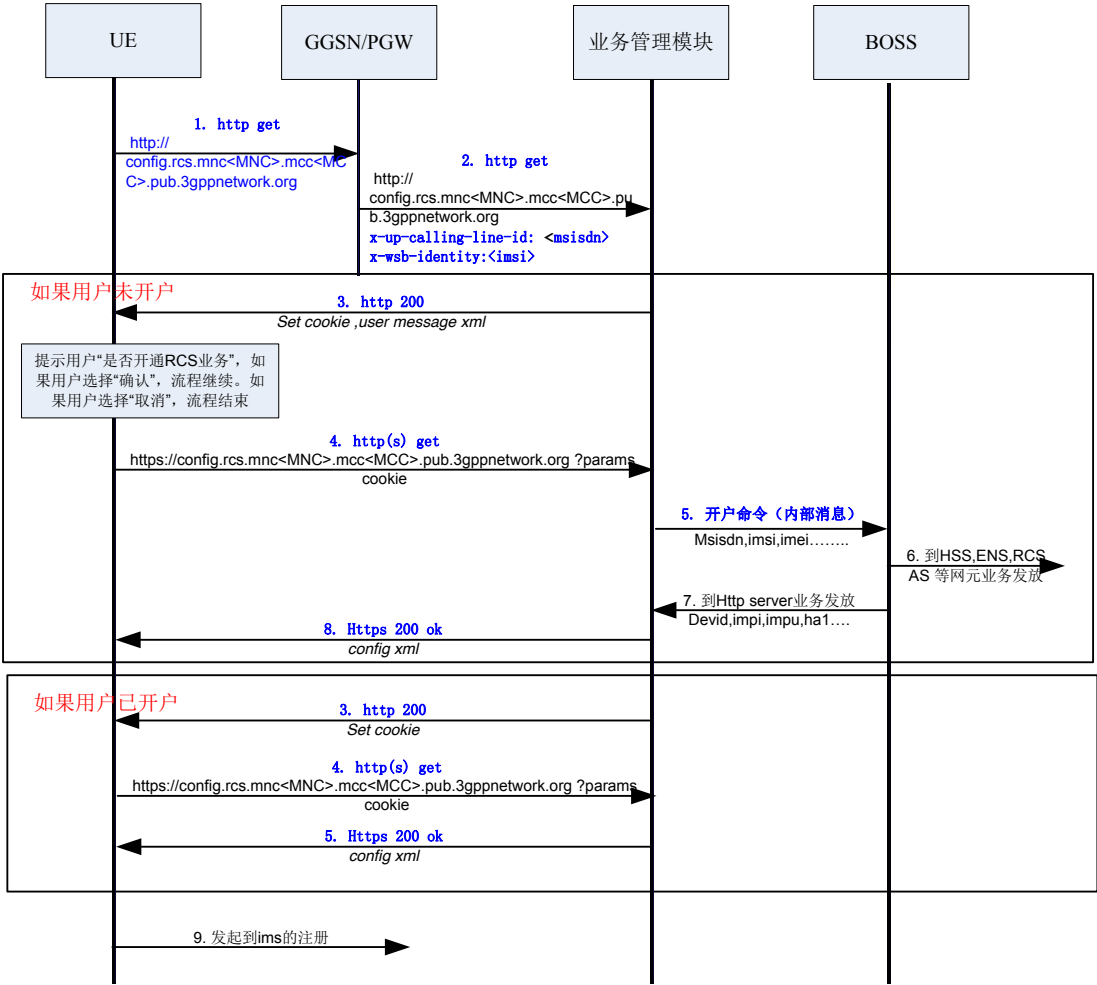 UE
GGSN/PGW
业务管理模块
BOSS
1. http get
http://
config.rcs.mnc<MNC>.mcc<MC
C>.pub.3gppnetwork.org
2. http get
http://
config.rcs.mnc<MNC>.mcc<MCC>.pu
b.3gppnetwork.org
x-up-calling-line-id: <msisdn>
x-wsb-identity:<imsi>
如果用户未开户
3. http 200
Set cookie ,user message xml
提示用户“是否开通RCS业务”，如
果用户选择“确认”，流程继续。如
果用户选择“取消”，流程结束
4. http(s) get
https://config.rcs.mnc<MNC>.mcc<MCC>.pub.3gppnetwork.org ?params
cookie
5. 开户命令（内部消息）
Msisdn,imsi,imei……..
6. 到HSS,ENS,RCS
AS 等网元业务发放
7. 到Http server业务发放
Devid,impi,impu,ha1….
8. Https 200 ok
config xml
如果用户已开户
3. http 200
Set cookie
4. http(s) get
https://config.rcs.mnc<MNC>.mcc<MCC>.pub.3gppnetwork.org ?params
cookie
5. Https 200 ok
config xml
9. 发起到ims的注册